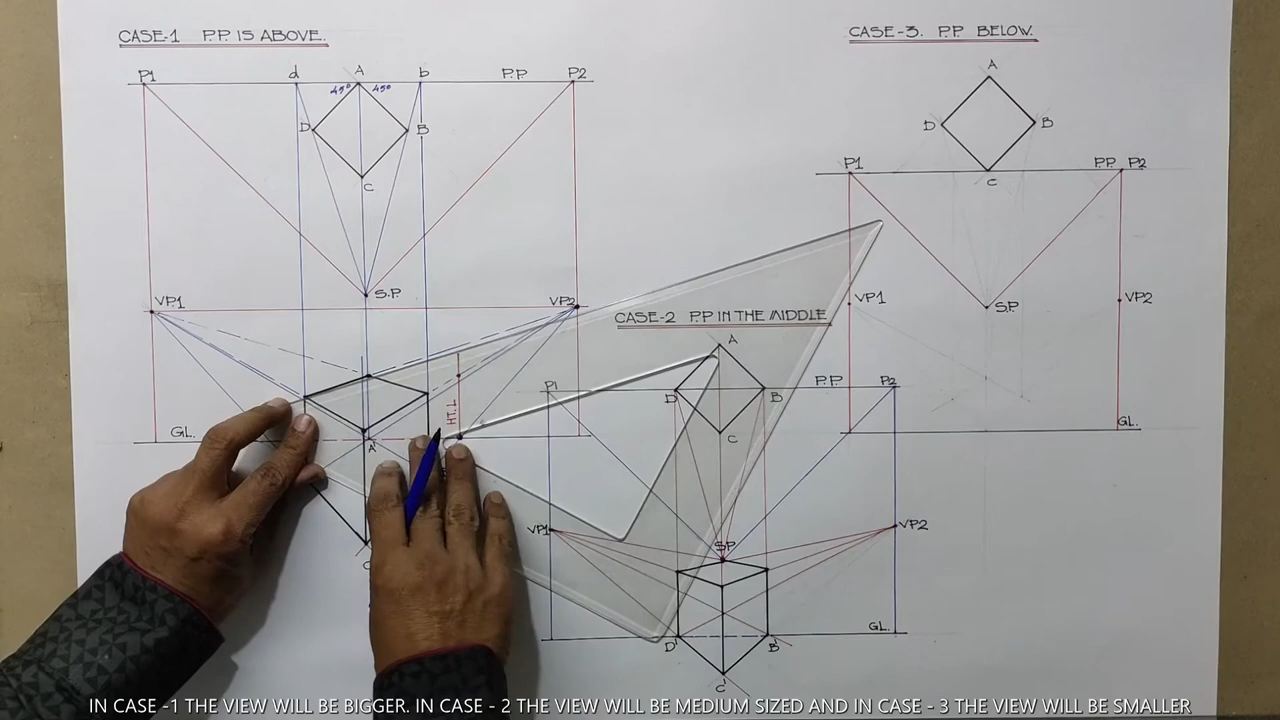 CASE-1 P.P. IS ABOVE.
P1 d A b P.P P2
45° 45°
D B
C
S.P.
VP.1 VP2
H.T.
GL. A'
CASE-2 P.P IN THE MIDDLE
A
P1 D B P.P P2
C
VP1 S.P VP2
GL.
D' B'
C'
CASE-3. P.P BELOW.
A
D B
P1 C P.P. P2
VP1 S.P. VP2
GL.
IN CASE -1 THE VIEW WILL BE BIGGER. IN CASE - 2 THE VIEW WILL BE MEDIUM SIZED AND IN CASE - 3 THE VIEW WILL BE SMALLER